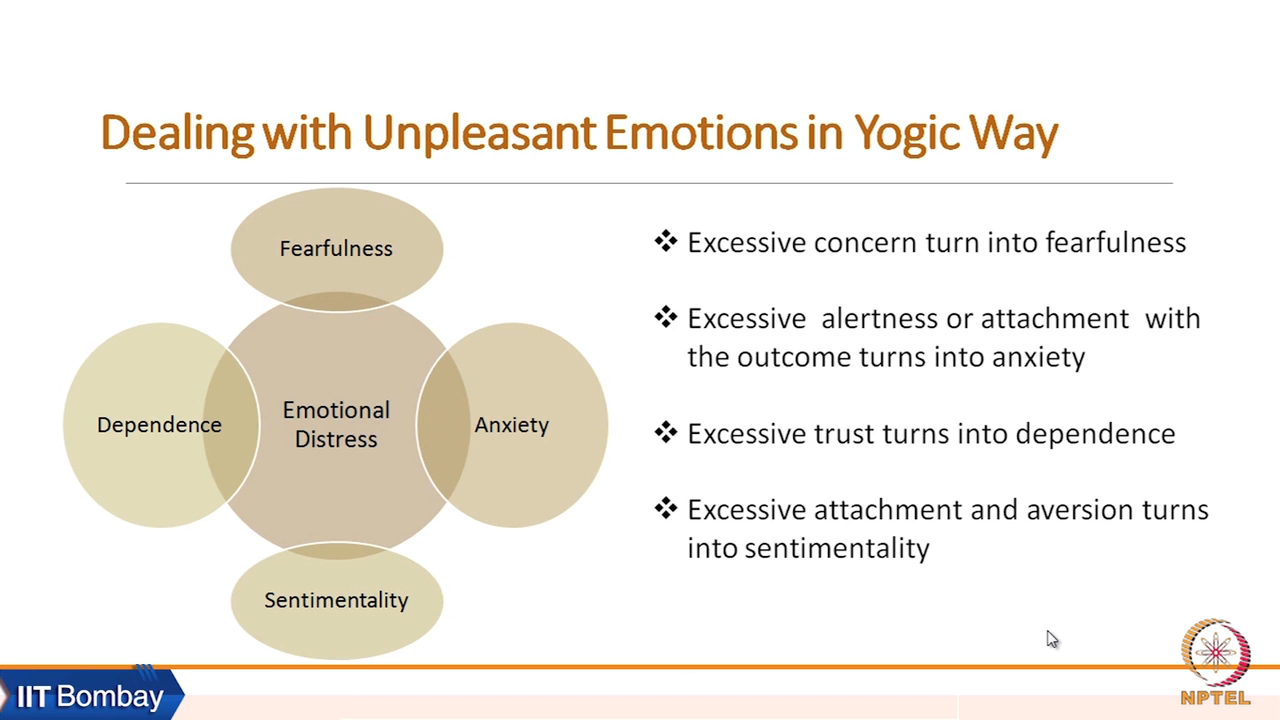 Dealing with Unpleasant Emotions in Yogic Way
Fearfulness
Dependence
Emotional
Distress
Anxiety
Sentimentality
❖ Excessive concern turn into fearfulness
❖ Excessive alertness or attachment with
the outcome turns into anxiety
❖ Excessive trust turns into dependence
❖ Excessive attachment and aversion turns
into sentimentality
IIT Bombay
NPTEL